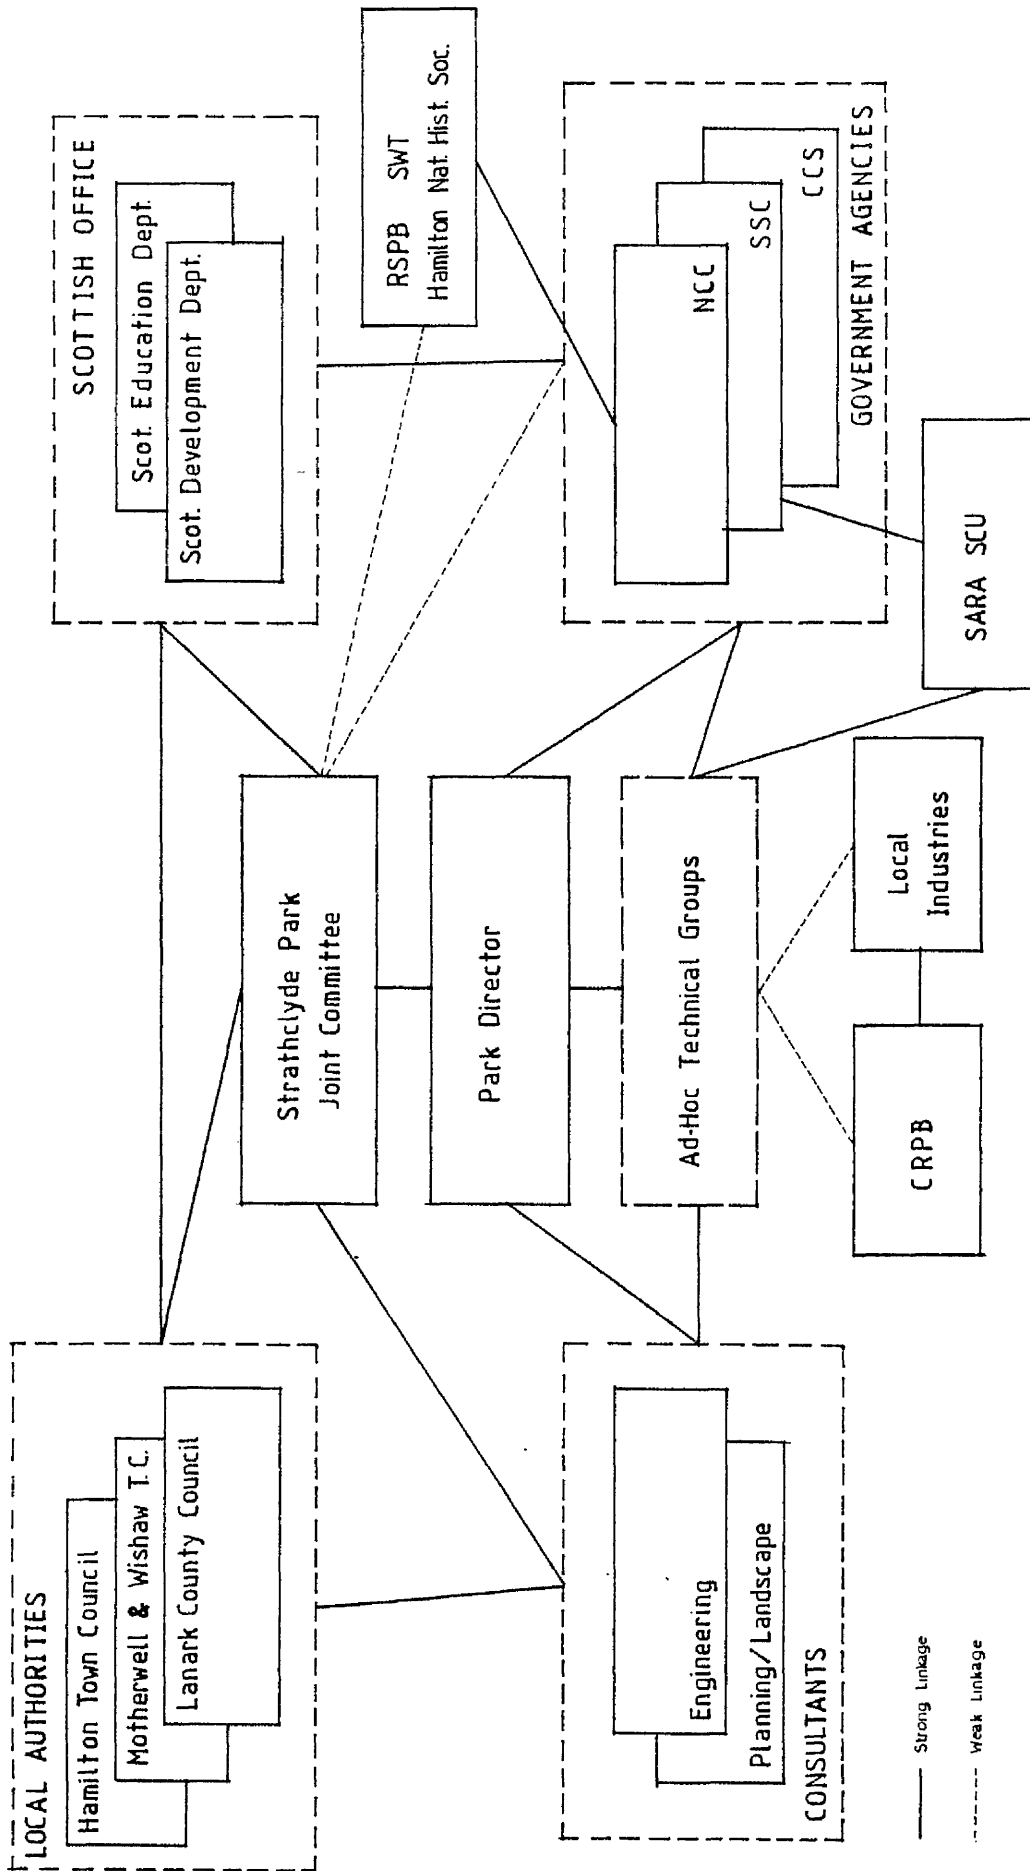 LOCAL AUTHORITIES
Hamilton Town Council
Motherwell & Wishaw T.C.
Lanark County Council
SCOTTISH OFFICE
Scot. Education Dept.
Scot. Development Dept.
RSPB SWT
Hamilton Nat. Hist. Soc.
Strathclyde Park
Joint Committee
Park Director
Ad-Hoc Technical Groups
Engineering
Planning/Landscape
CONSULTANTS
NCC
SSC
CCS
GOVERNMENT AGENCIES
CRPB
Local
Industries
SARA SCU
Strong Linkage
Weak Linkage